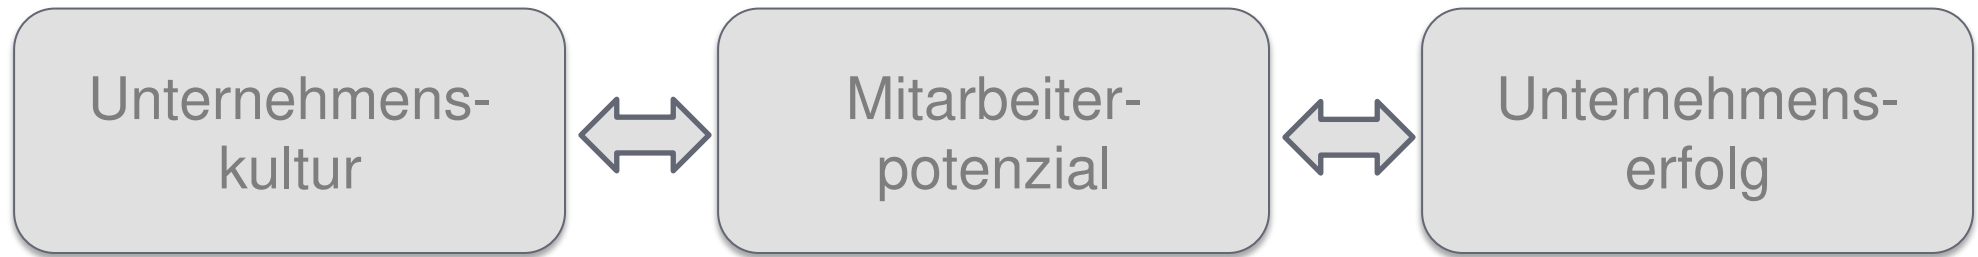 Unternehmens-
kultur
Mitarbeiter-
potenzial
Unternehmens-
erfolg